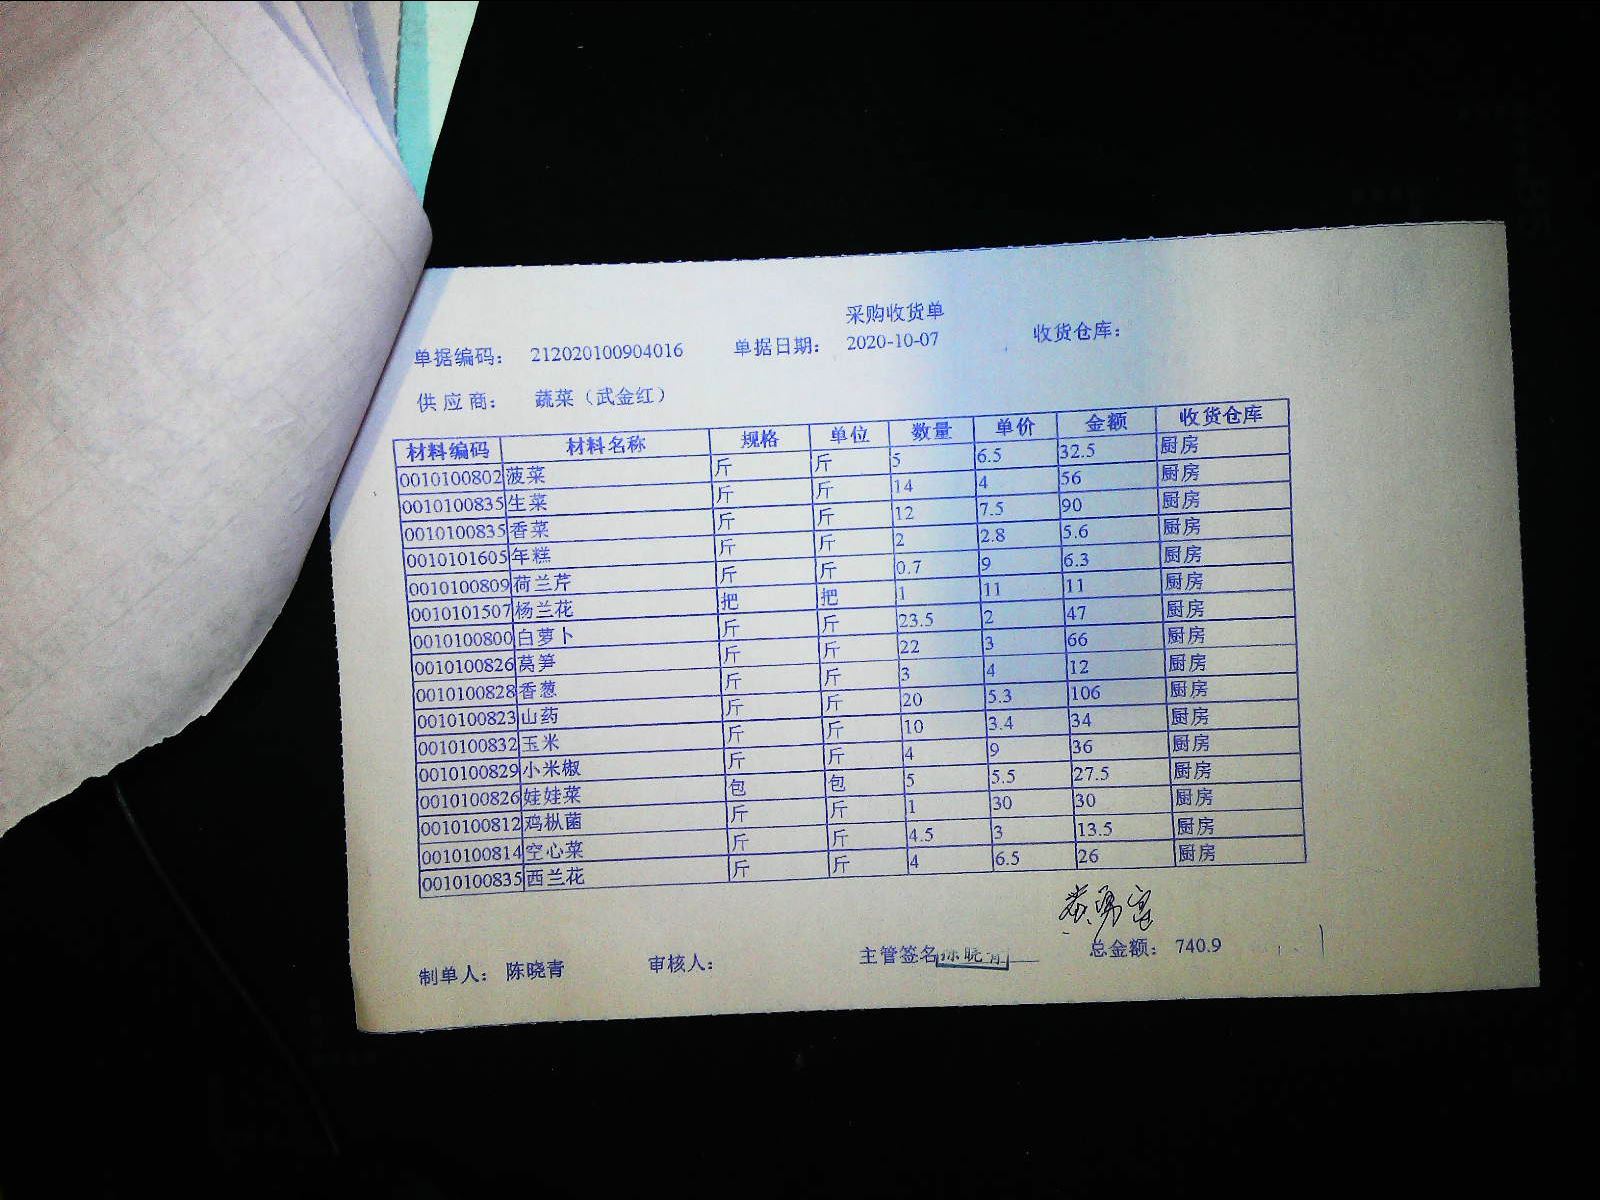 采购收货单
单据编码： 212020100904016 单据日期： 2020-10-07 收货仓库：
供应商： 蔬菜（武金红）
材料编码 材料名称 规格 单位 数量 单价 金额 收货仓库
0010100802 菠菜 斤 斤 5 6.5 32.5 厨房
0010100835 生菜 斤 斤 14 4 56 厨房
0010100835 香菜 斤 斤 12 7.5 90 厨房
0010101605 年糕 斤 斤 2 2.8 5.6 厨房
0010100809 荷兰芹 斤 斤 0.7 9 6.3 厨房
0010101507 杨兰花 把 把 1 11 11 厨房
0010100800 白萝卜 斤 斤 23.5 2 47 厨房
0010100826 莴笋 斤 斤 22 3 66 厨房
0010100828 香葱 斤 斤 3 4 12 厨房
0010100823 山药 斤 斤 20 5.3 106 厨房
0010100832 玉米 斤 斤 10 3.4 34 厨房
0010100829 小米椒 斤 斤 4 9 36 厨房
0010100826 娃娃菜 包 包 5 5.5 27.5 厨房
0010100812 鸡枞菌 斤 斤 1 30 30 厨房
0010100814 空心菜 斤 斤 4.5 3 13.5 厨房
0010100835 西兰花 斤 斤 4 6.5 26 厨房
制单人： 陈晓青 审核人： 主管签名 陈晓青 总金额： 740.9